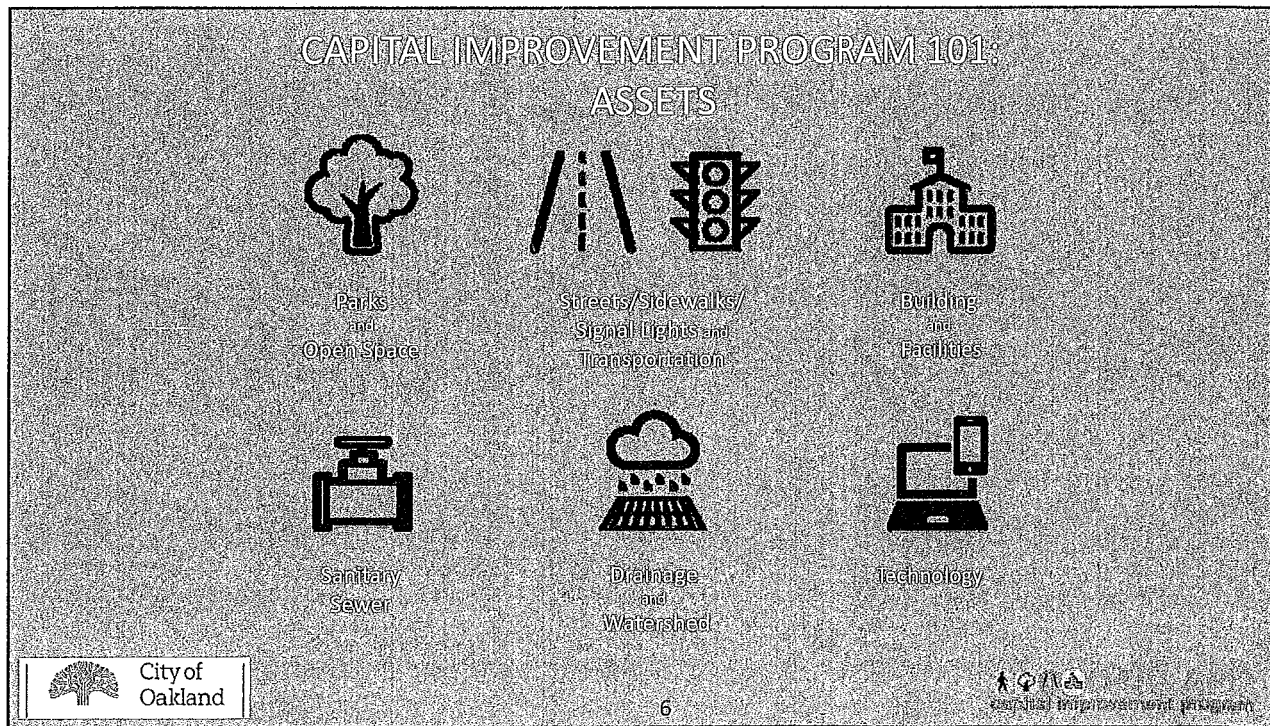 CAPITAL IMPROVEMENT PROGRAM 101:
ASSETS
Parks
and
Open Space
Streets/Sidewalks/
Signal Lights and
Transportation
Building
and
Facilities
Sanitary
Sewer
Drainage
and
Watershed
Technology
City of
Oakland
6
capital improvement program